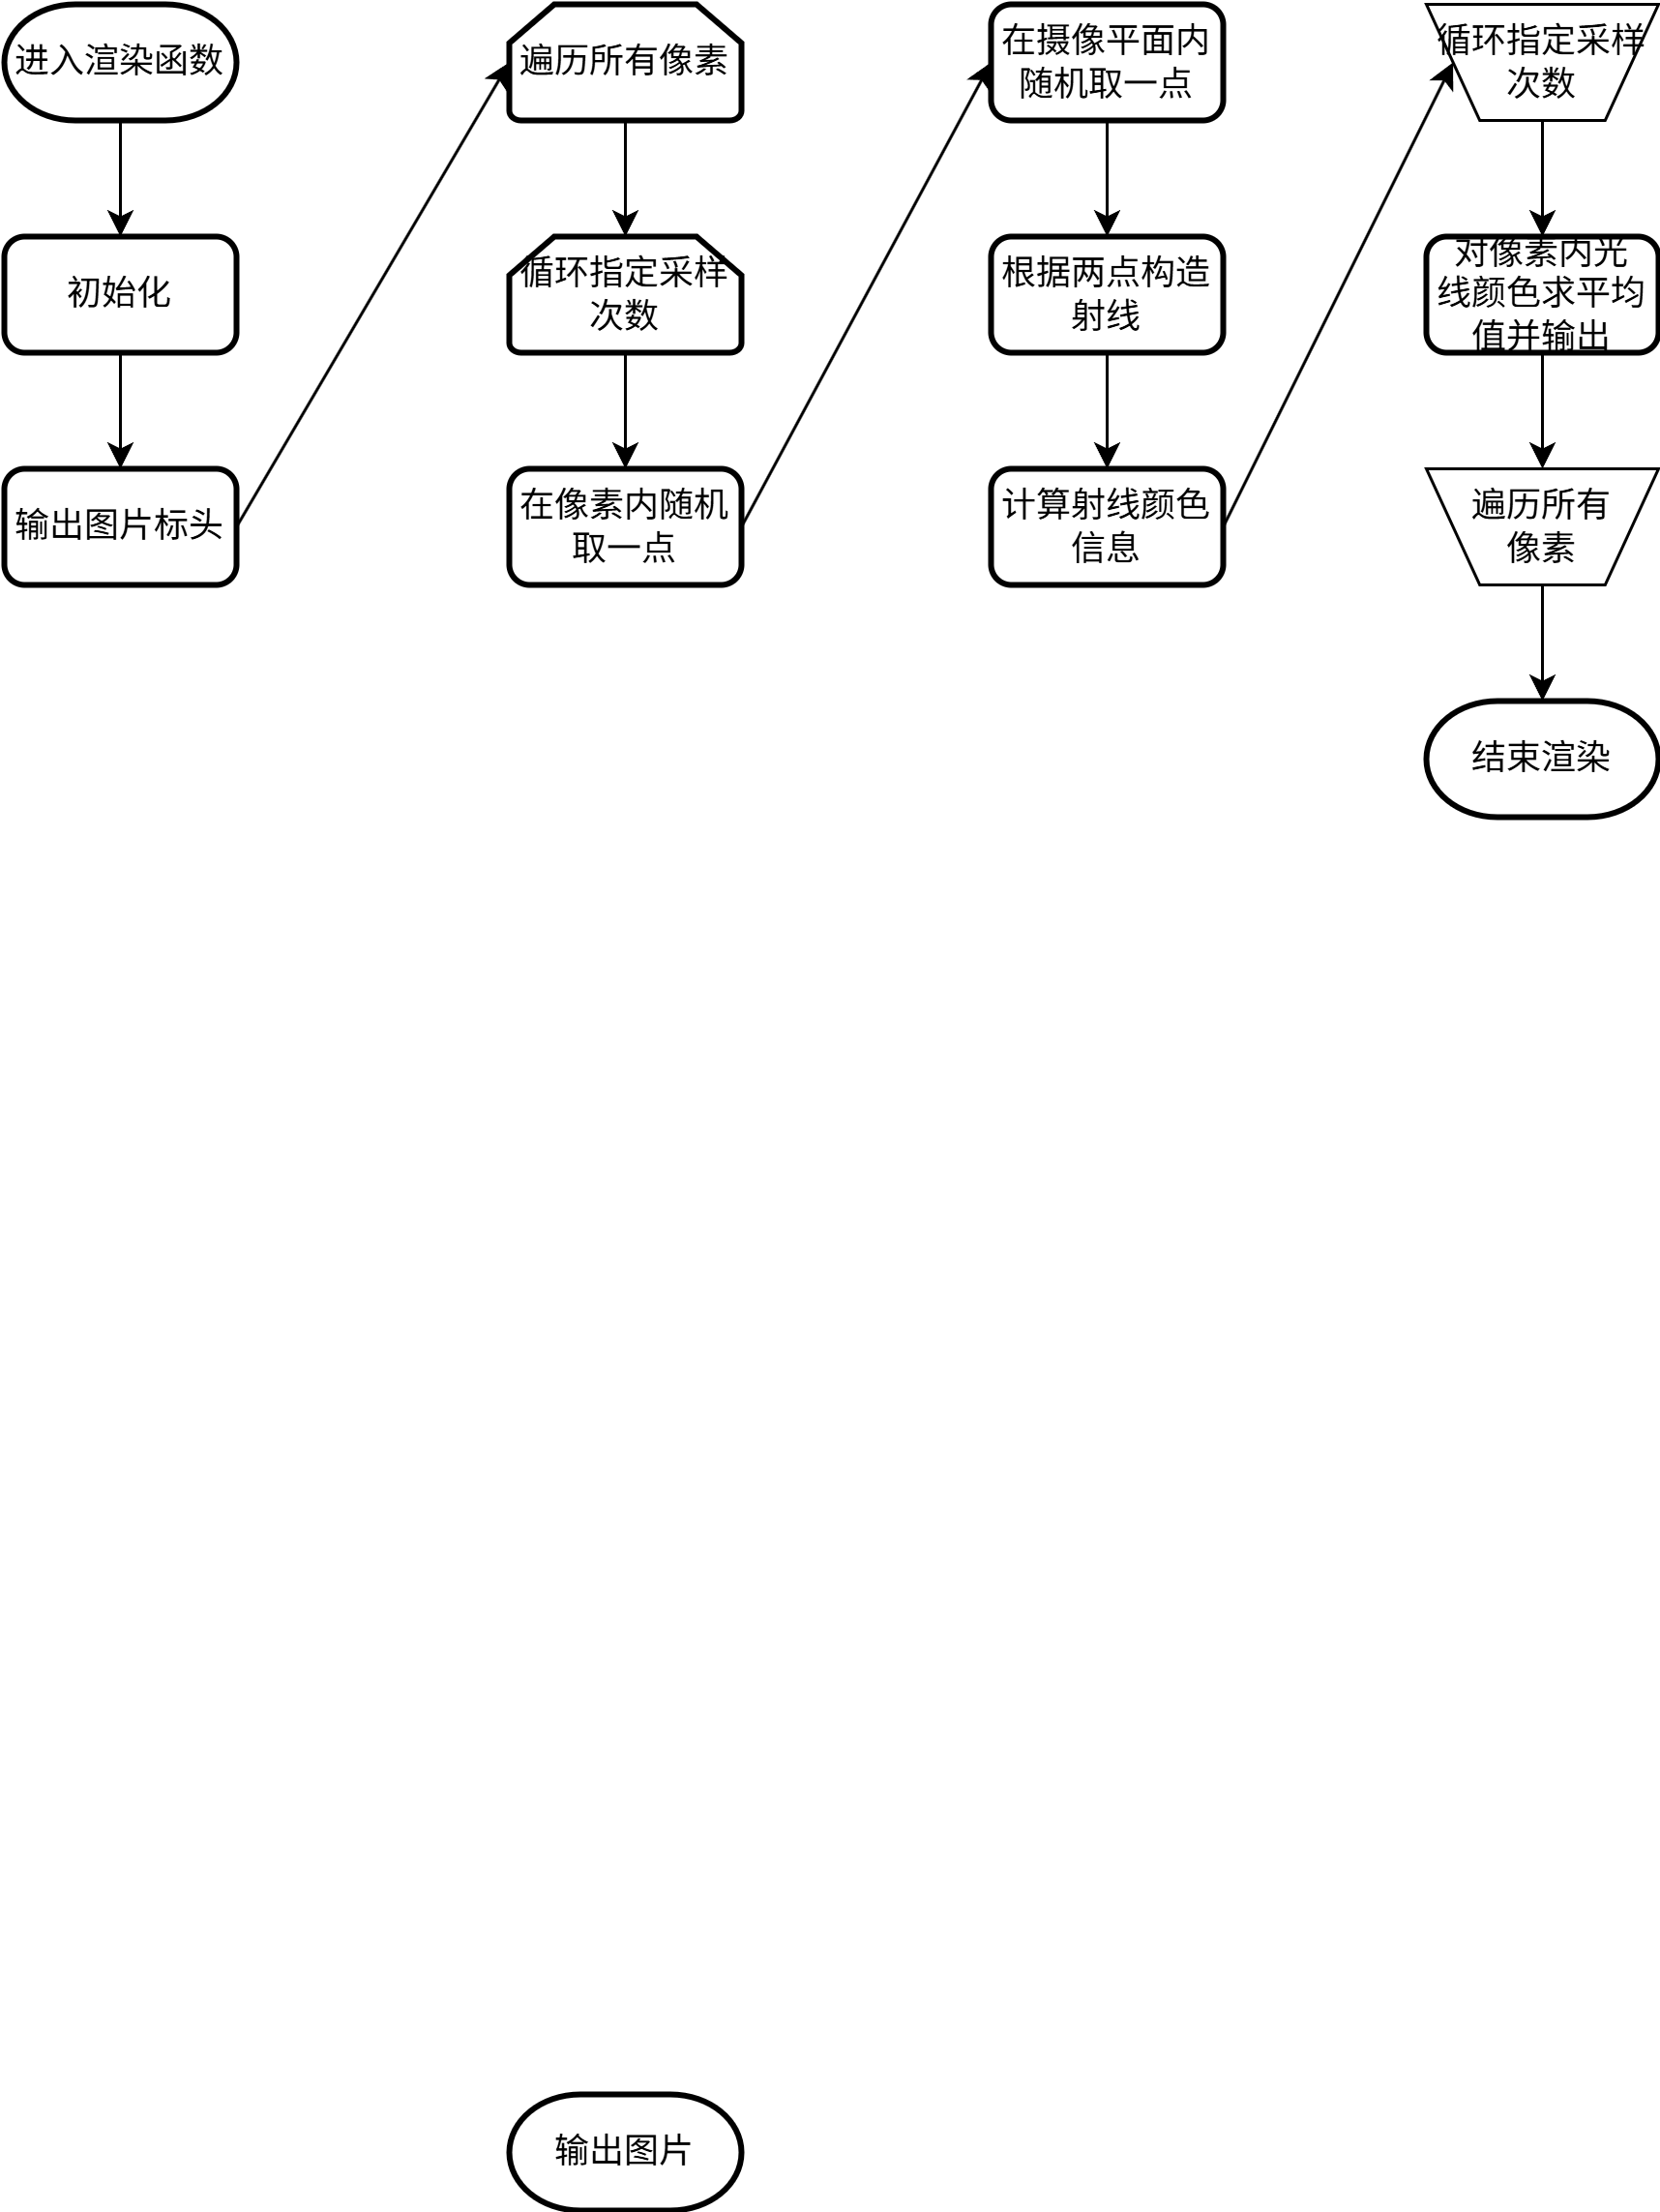 进入渲染函数
初始化
输出图片标头
遍历所有像素
循环指定采样
次数
在像素内随机
取一点
在摄像平面内
随机取一点
根据两点构造
射线
计算射线颜色
信息
循环指定采样
次数
对像素内光
线颜色求平均
值并输出
遍历所有
像素
结束渲染
输出图片